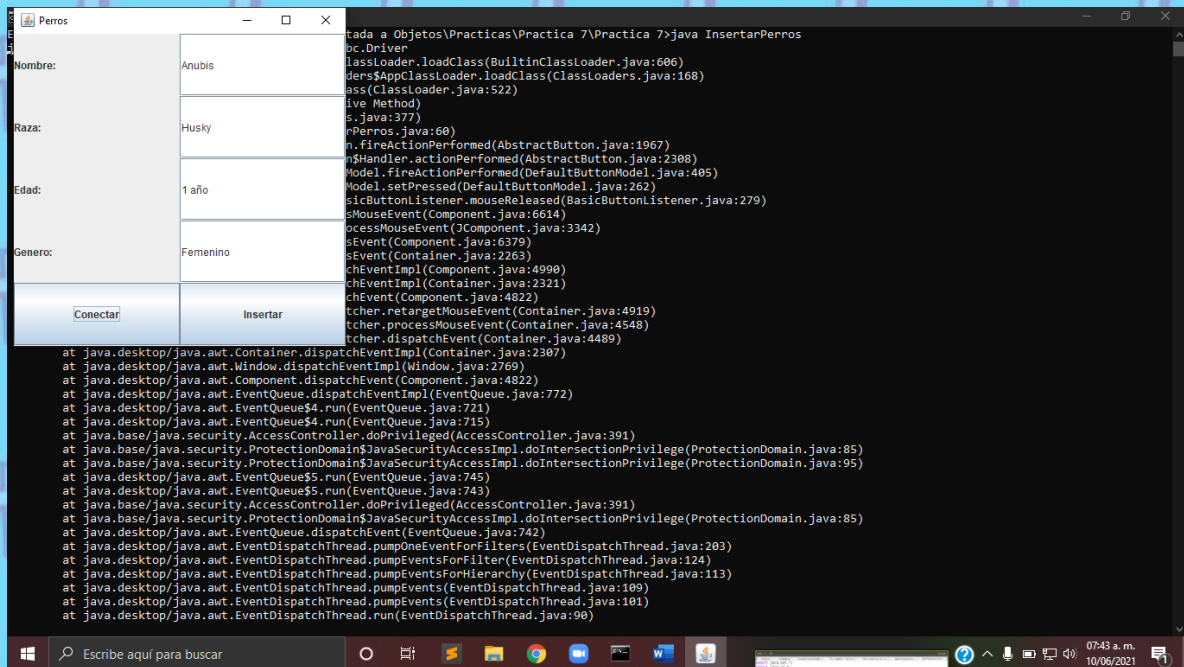 Perros
Nombre:
Anubis
Raza:
Husky
Edad:
1 año
Genero:
Femenino
Conectar
Insertar
tada a Objetos\Practicas\Practica 7\Practica 7>java InsertarPerros
bc.Driver
lassLoader.loadClass(BuiltinClassLoader.java:606)
ders$AppClassLoader.loadClass(ClassLoaders.java:168)
ass(ClassLoader.java:522)
ive Method)
s.java:377)
rPerros.java:60)
n.fireActionPerformed(AbstractButton.java:1967)
n$Handler.actionPerformed(AbstractButton.java:2308)
Model.fireActionPerformed(DefaultButtonModel.java:405)
Model.setPressed(DefaultButtonModel.java:262)
sicButtonListener.mouseReleased(BasicButtonListener.java:279)
sMouseEvent(Component.java:6614)
ocessMouseEvent(JComponent.java:3342)
sEvent(Component.java:6379)
sEvent(Container.java:2263)
chEventImpl(Component.java:4990)
chEventImpl(Container.java:2321)
chEvent(Component.java:4822)
tcher.retargetMouseEvent(Container.java:4919)
tcher.processMouseEvent(Container.java:4548)
tcher.dispatchEvent(Container.java:4489)
at java.desktop/java.awt.Container.dispatchEventImpl(Container.java:2307)
at java.desktop/java.awt.Window.dispatchEventImpl(Window.java:2769)
at java.desktop/java.awt.Component.dispatchEvent(Component.java:4822)
at java.desktop/java.awt.EventQueue.dispatchEventImpl(EventQueue.java:772)
at java.desktop/java.awt.EventQueue$4.run(EventQueue.java:721)
at java.desktop/java.awt.EventQueue$4.run(EventQueue.java:715)
at java.base/java.security.AccessController.doPrivileged(AccessController.java:391)
at java.base/java.security.ProtectionDomain$JavaSecurityAccessImpl.doIntersectionPrivilege(ProtectionDomain.java:85)
at java.base/java.security.ProtectionDomain$JavaSecurityAccessImpl.doIntersectionPrivilege(ProtectionDomain.java:95)
at java.desktop/java.awt.EventQueue$5.run(EventQueue.java:745)
at java.desktop/java.awt.EventQueue$5.run(EventQueue.java:743)
at java.base/java.security.AccessController.doPrivileged(AccessController.java:391)
at java.base/java.security.ProtectionDomain$JavaSecurityAccessImpl.doIntersectionPrivilege(ProtectionDomain.java:85)
at java.desktop/java.awt.EventQueue.dispatchEvent(EventQueue.java:742)
at java.desktop/java.awt.EventDispatchThread.pumpOneEventForFilters(EventDispatchThread.java:203)
at java.desktop/java.awt.EventDispatchThread.pumpEventsForFilter(EventDispatchThread.java:124)
at java.desktop/java.awt.EventDispatchThread.pumpEventsForHierarchy(EventDispatchThread.java:113)
at java.desktop/java.awt.EventDispatchThread.pumpEvents(EventDispatchThread.java:109)
at java.desktop/java.awt.EventDispatchThread.pumpEvents(EventDispatchThread.java:101)
at java.desktop/java.awt.EventDispatchThread.run(EventDispatchThread.java:90)
Escribe aquí para buscar
07:43 a. m.
10/06/2021
1